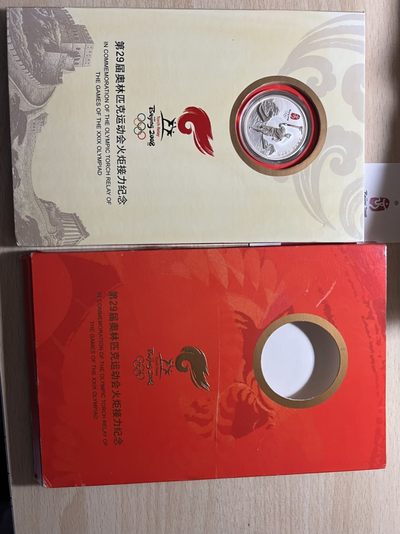 Torch Relay
Beijing 2008
第29届奥林匹克运动会火炬接力纪念
IN COMMEMORATION OF THE OLYMPIC TORCH RELAY OF
THE GAMES OF THE XXIX OLYMPIAD
Beijing 2008
第29届奥林匹克运动会火炬接力纪念
IN COMMEMORATION OF THE OLYMPIC TORCH RELAY OF
THE GAMES OF THE XXIX OLYMPIAD